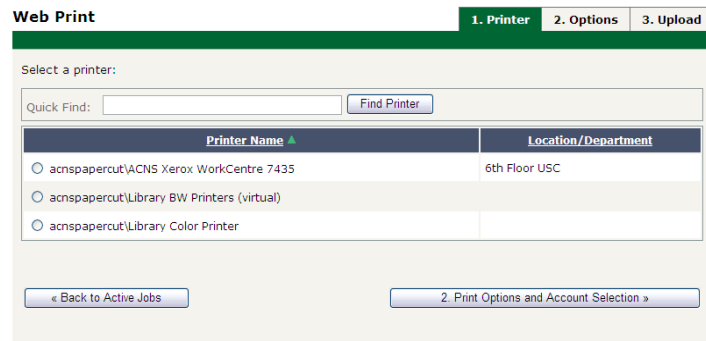 Web Print
1. Printer
2. Options
3. Upload
Select a printer:
Quick Find:
Find Printer
Printer Name
Location/Department
acnspapercut\ACNS Xerox WorkCentre 7435
6th Floor USC
acnspapercut\Library BW Printers (virtual)
acnspapercut\Library Color Printer
« Back to Active Jobs
2. Print Options and Account Selection »